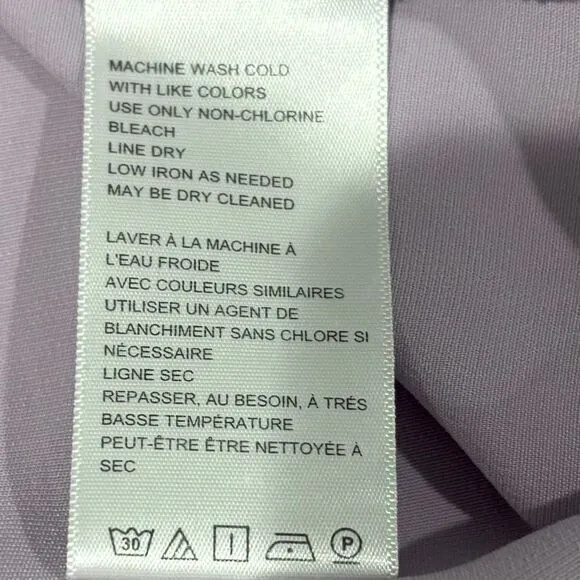 MACHINE WASH COLD
WITH LIKE COLORS
USE ONLY NON-CHLORINE
BLEACH
LINE DRY
LOW IRON AS NEEDED
MAY BE DRY CLEANED
LAVER À LA MACHINE À
L'EAU FROIDE
AVEC COULEURS SIMILAIRES
UTILISER UN AGENT DE
BLANCHIMENT SANS CHLORE SI
NÉCESSAIRE
LIGNE SEC
REPASSER, AU BESOIN, À TRÉS
BASSE TEMPÉRATURE
PEUT-ÊTRE ÊTRE NETTOYÉE À
SEC
30 P